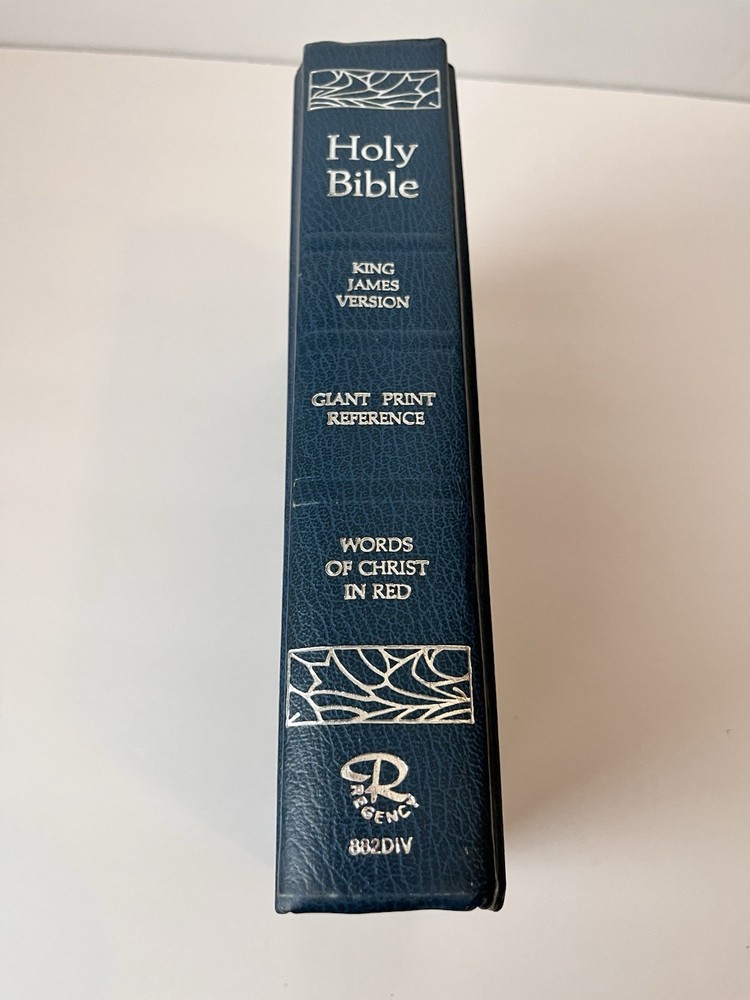 Holy
Bible
KING
JAMES
VERSION
GIANT PRINT
REFERENCE
WORDS
OF CHRIST
IN RED
R
REGENCY
882DIV